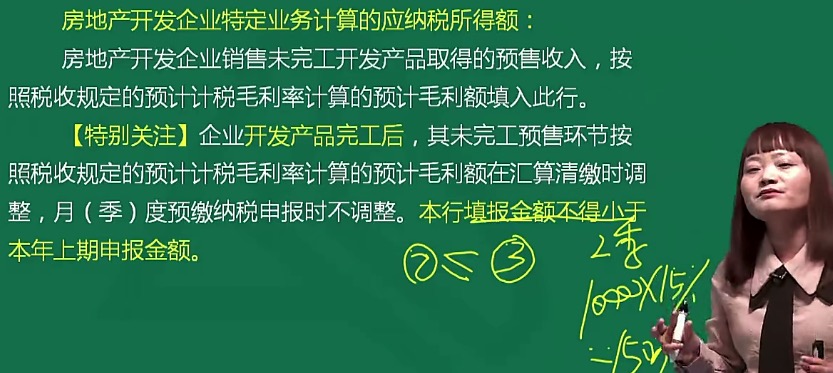 房地产开发企业特定业务计算的应纳税所得额：
房地产开发企业销售未完工开发产品取得的预售收入，按
照税收规定的预计计税毛利率计算的预计毛利额填入此行。
【特别关注】企业开发产品完工后，其未完工预售环节按
照税收规定的预计计税毛利率计算的预计毛利额在汇算清缴时调
整，月（季）度预缴纳税申报时不调整。本行填报金额不得小于
本年上期申报金额。
② ≤ ③
2季
10000×15%
=150